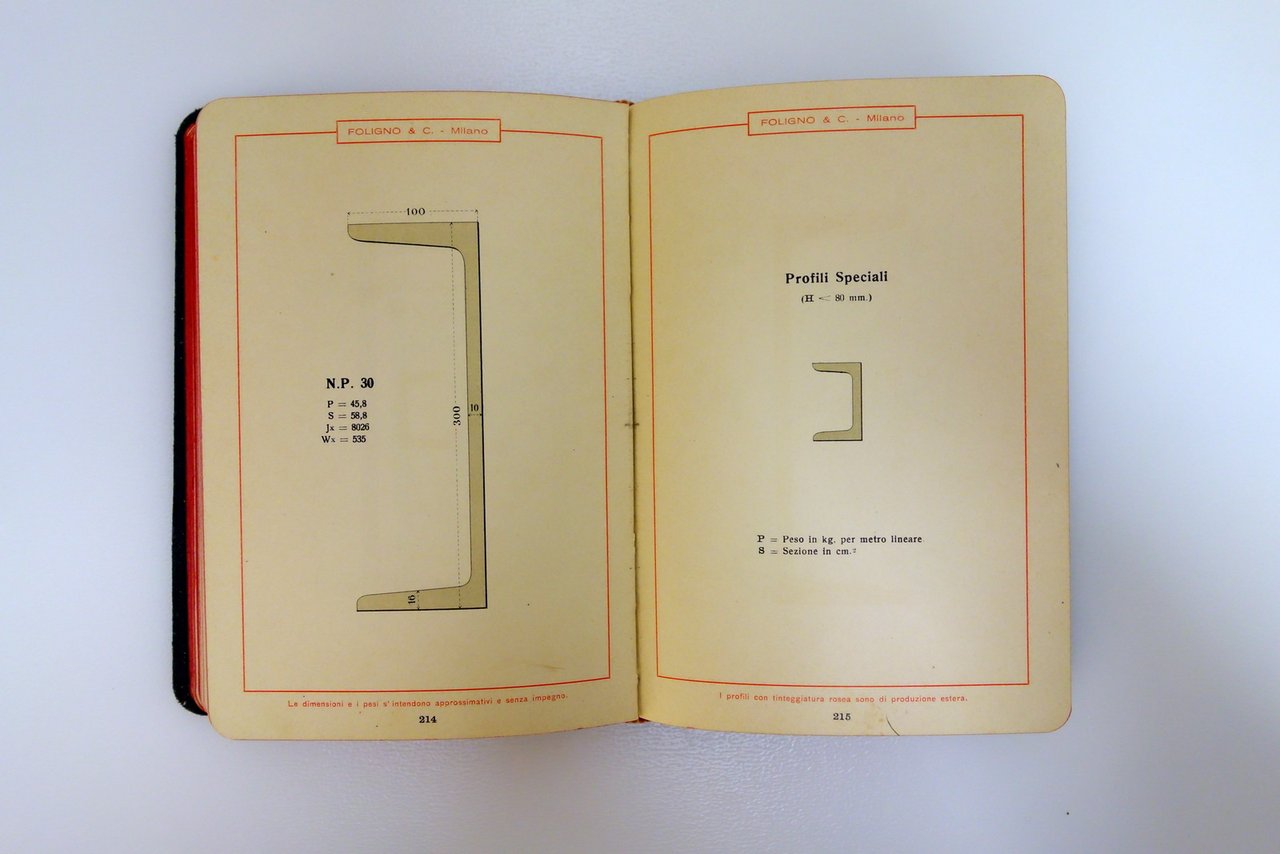 FOLIGNO & C. - Milano
100
N.P. 30
P = 45,8
S = 58,8
Jx = 8026
Wx = 535
300
10
16
Le dimensioni e i pesi s'intendono approssimativi e senza impegno.
214
FOLIGNO & C. - Milano
Profili Speciali
(H < 80 mm.)
P = Peso in kg. per metro lineare
S = Sezione in cm.²
I profili con tinteggiatura rosea sono di produzione estera.
215